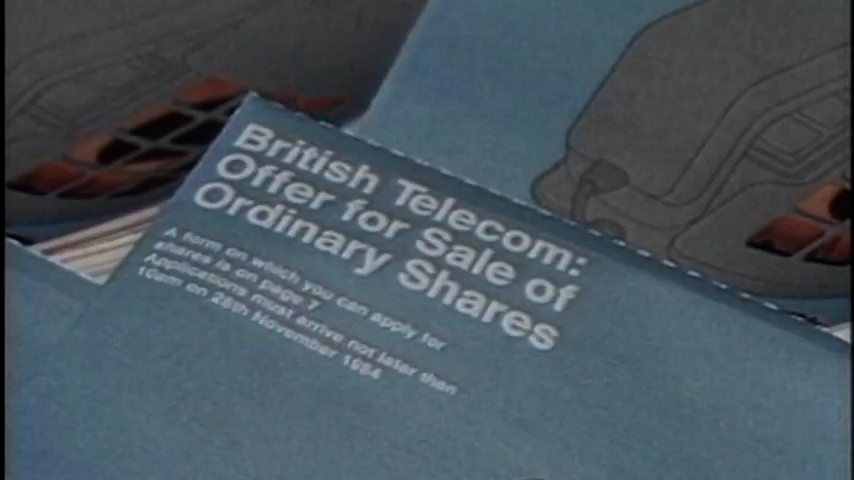 British Telecom:
Offer for Sale of
Ordinary Shares
A form on which you can apply for
shares is on page 7
Applications must arrive not later than
10am on 28th November 1984